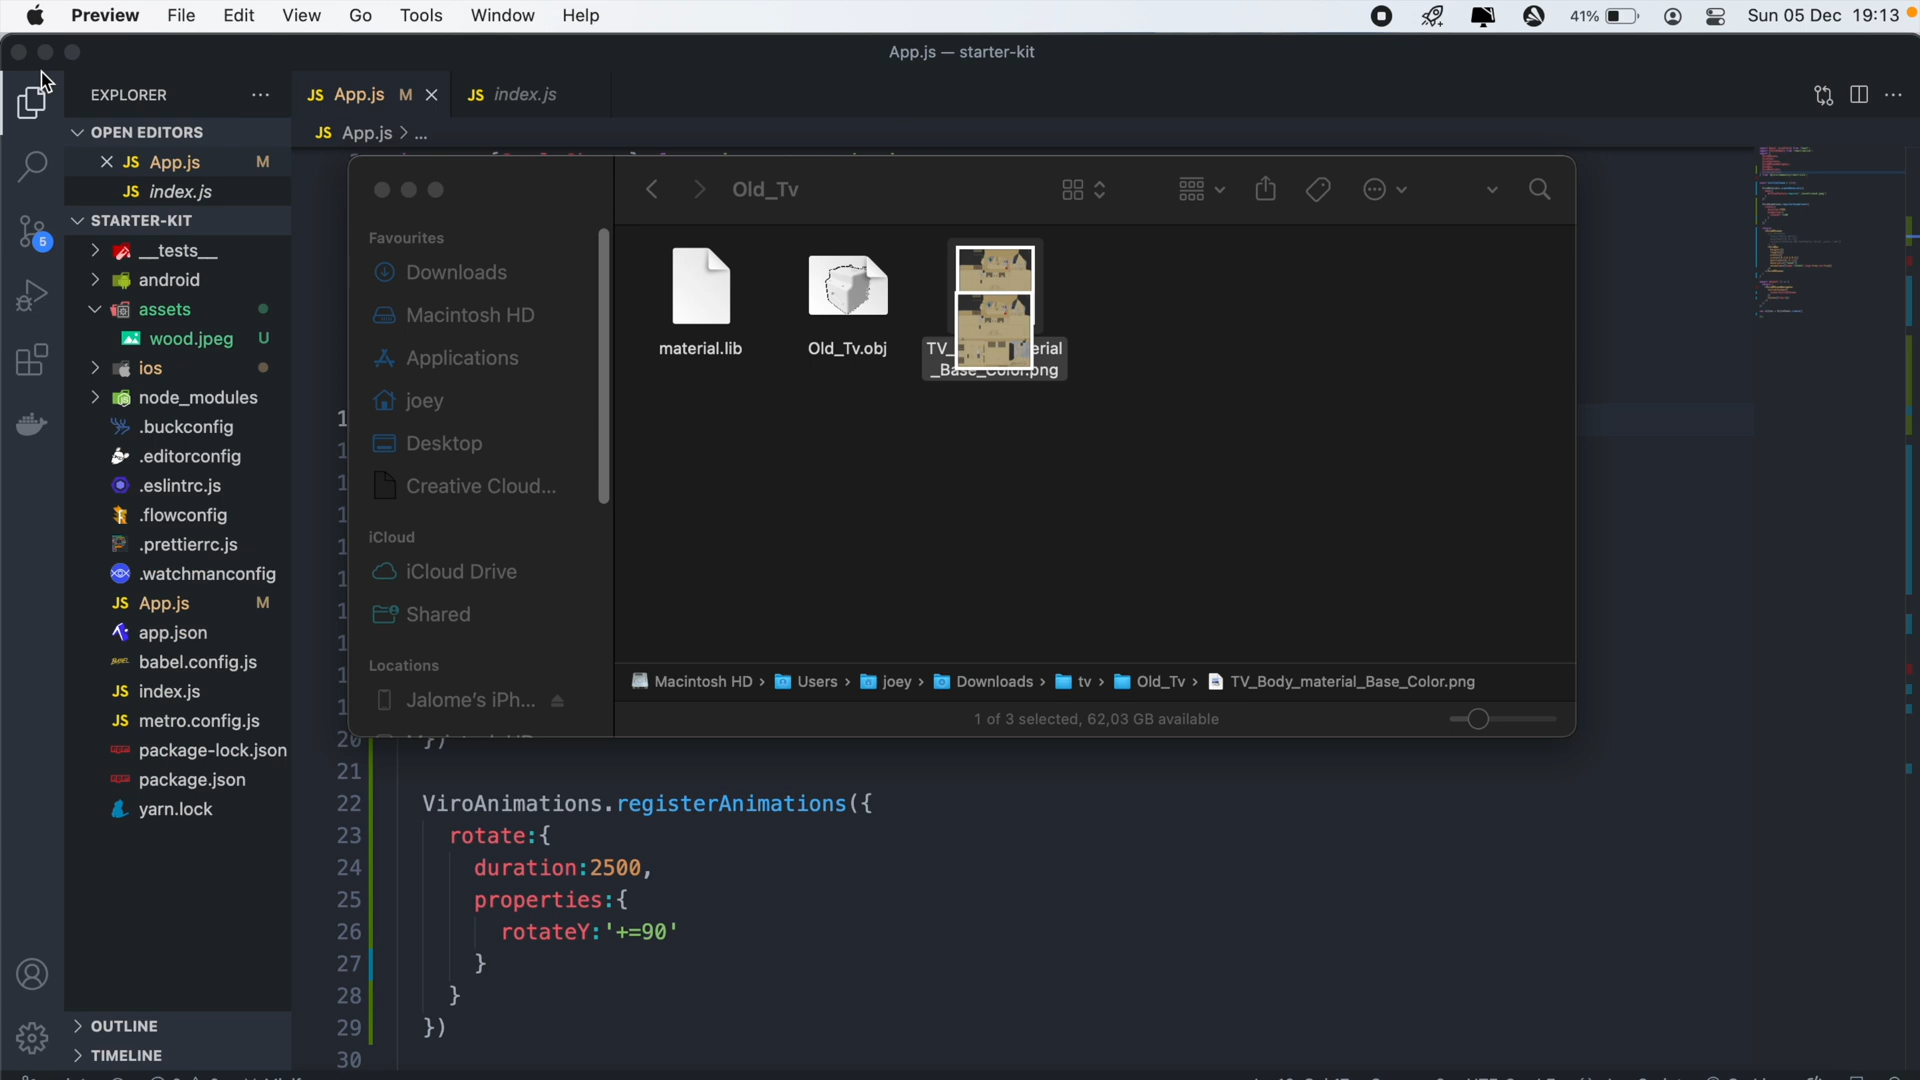 Preview File Edit View Go Tools Window Help 41% Sun 05 Dec 19:13
App.js — starter-kit
EXPLORER
JS App.js M
JS index.js
OPEN EDITORS
JS App.js > ...
JS App.js M
JS index.js
STARTER-KIT
__tests__
android
assets
wood.jpeg U
ios
node_modules
.buckconfig
.editorconfig
.eslintrc.js
.flowconfig
.prettierrc.js
.watchmanconfig
JS App.js M
app.json
babel.config.js
JS index.js
JS metro.config.js
package-lock.json
package.json
yarn.lock
OUTLINE
TIMELINE
5
Old_Tv
Favourites
Downloads
Macintosh HD
Applications
joey
Desktop
Creative Cloud...
iCloud
iCloud Drive
Shared
Locations
Jalome's iPh...
material.lib
Old_Tv.obj
TV_ erial
_Base_Color.png
Macintosh HD > Users > joey > Downloads > tv > Old_Tv > TV_Body_material_Base_Color.png
1 of 3 selected, 62,03 GB available
20 })
21
22 ViroAnimations.registerAnimations({
23 rotate:{
24 duration:2500,
25 properties:{
26 rotateY:'+=90'
27 }
28 }
29 })
30